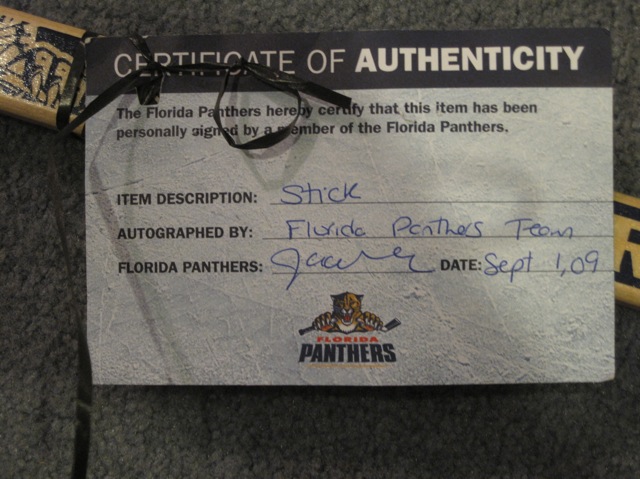 CERTIFICATE OF AUTHENTICITY
The Florida Panthers hereby certify that this item has been
personally signed by a member of the Florida Panthers.
ITEM DESCRIPTION: Stick
AUTOGRAPHED BY: Florida Panthers Team
FLORIDA PANTHERS: DATE: Sept 1,09
FLORIDA
PANTHERS